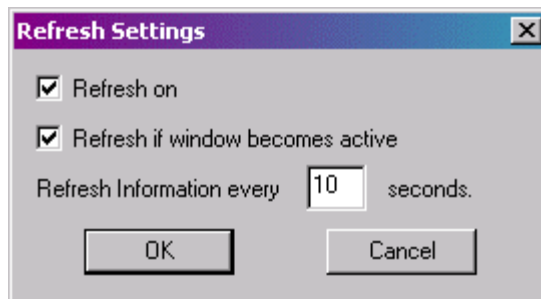 Refresh Settings
Refresh on
Refresh if window becomes active
Refresh Information every 10 seconds.
OK Cancel